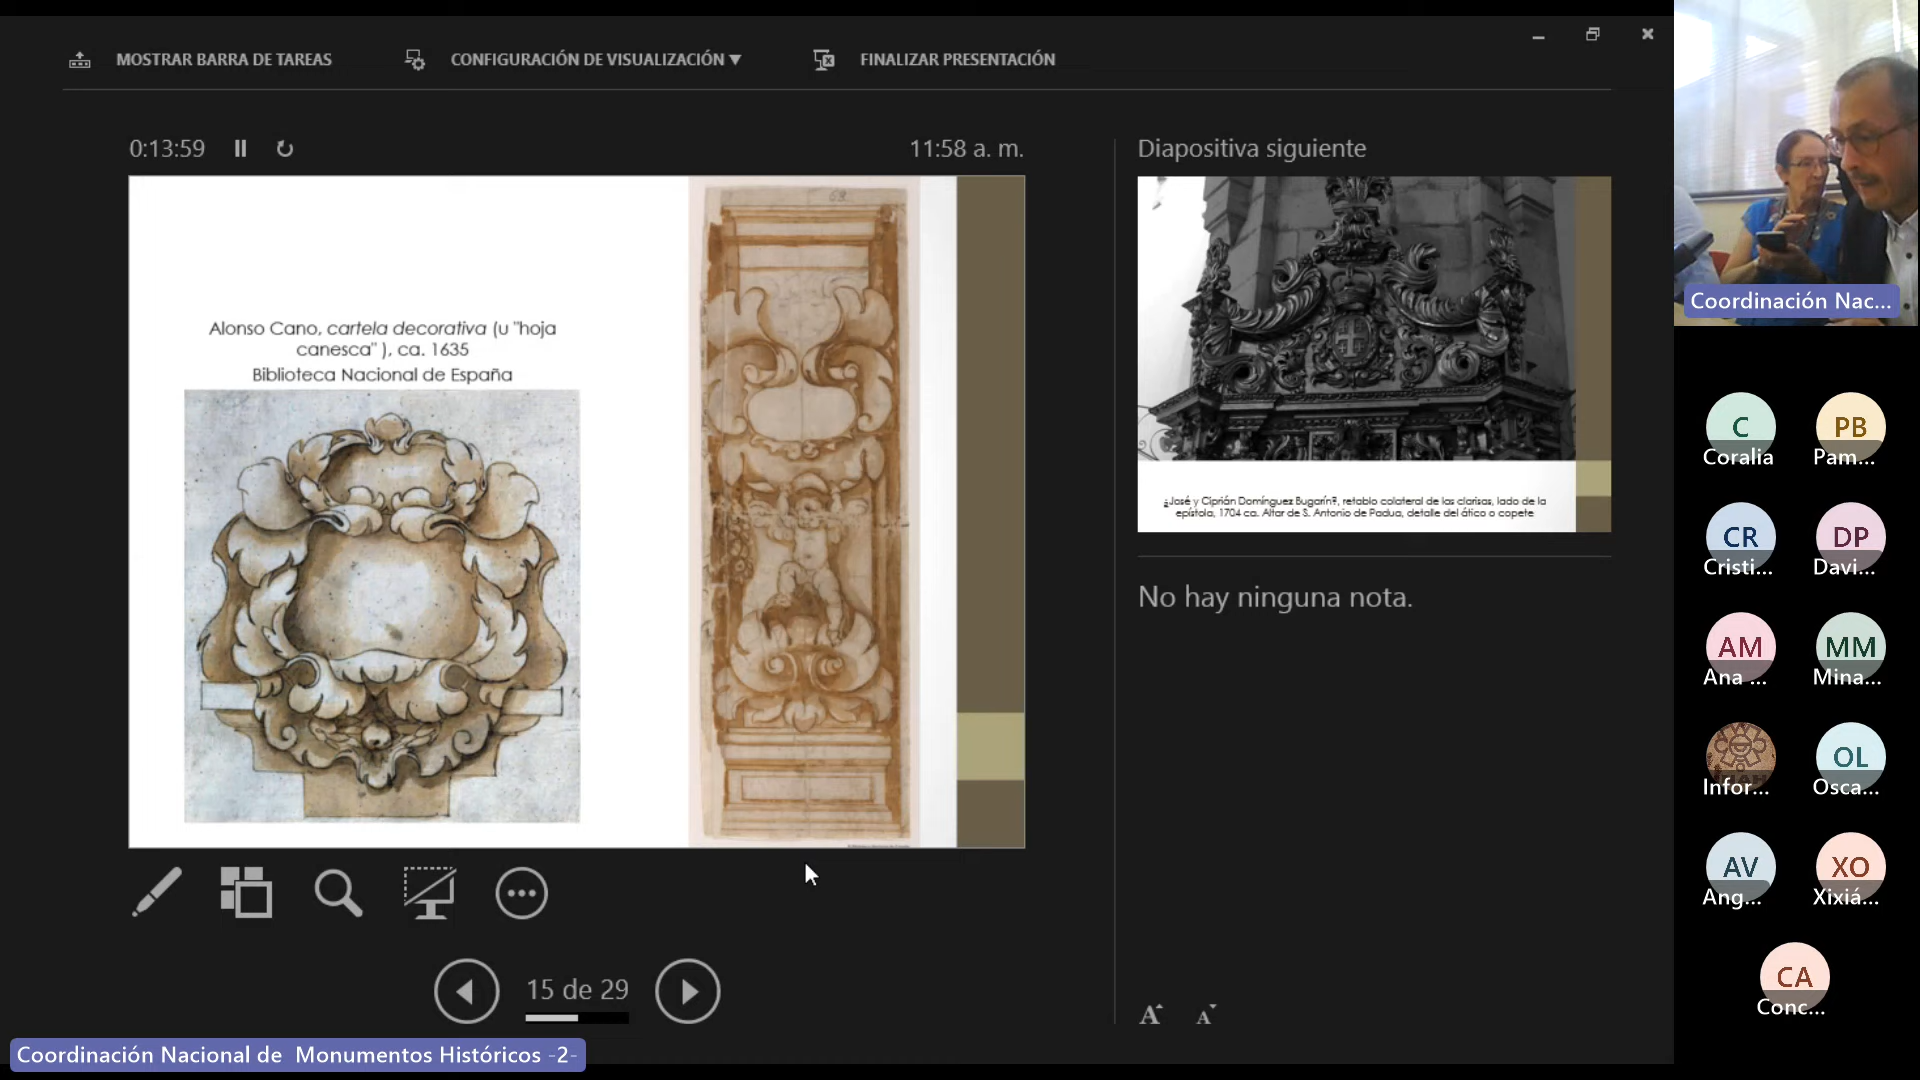 MOSTRAR BARRA DE TAREAS
CONFIGURACIÓN DE VISUALIZACIÓN ▼
FINALIZAR PRESENTACIÓN
0:13:59
11:58 a. m.
Diapositiva siguiente
Alonso Cano, cartela decorativa (u "hoja
canesca" ), ca. 1635
Biblioteca Nacional de España
¿José y Ciprián Domínguez Bugarín?, retablo colateral de las clarisas, lado de la
epístola, 1704 ca. Altar de S. Antonio de Padua, detalle del ático o copete
No hay ninguna nota.
15 de 29
A A
Coordinación Nacional de Monumentos Históricos -2-
Coordinación Nac...
C
Coralia
PB
Pam...
CR
Cristi...
DP
Davi...
AM
Ana ...
MM
Mina...
Infor...
OL
Osca...
AV
Ang...
XO
Xixiá...
CA
Conc...